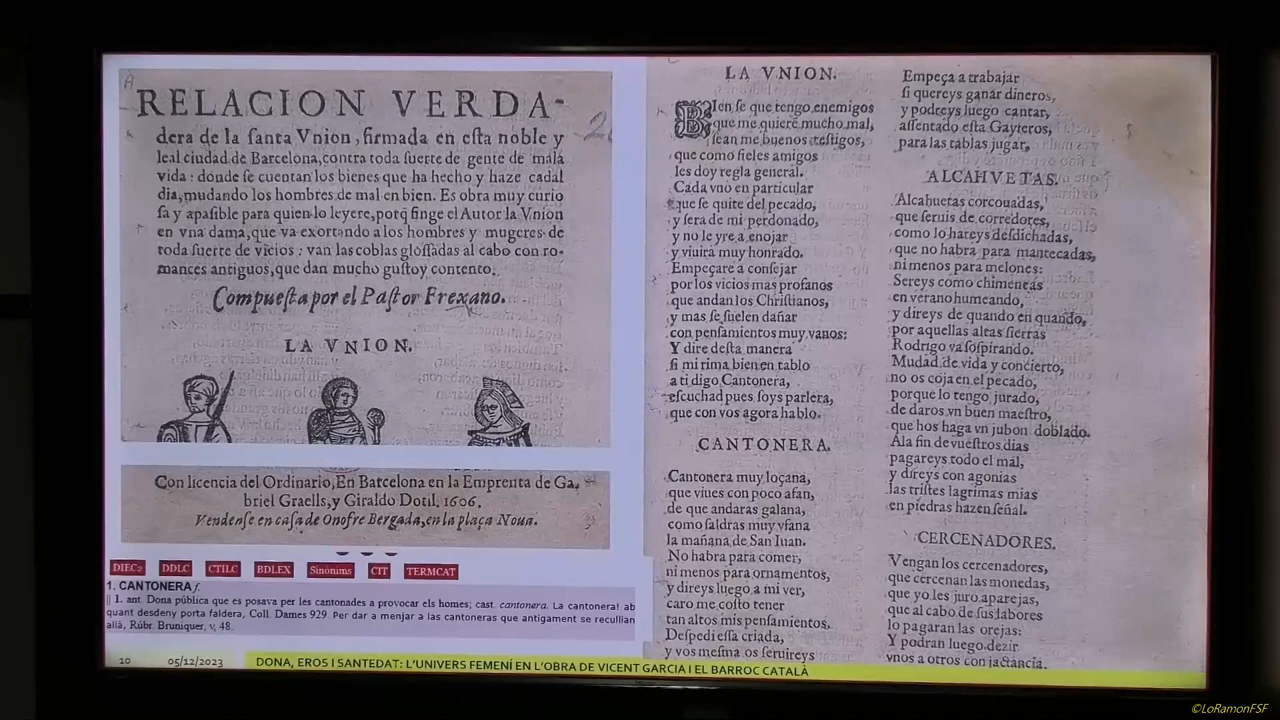 RELACION VERDA-
dera de la santa Vnion, firmada en esta noble y
leal ciudad de Barcelona, contra toda suerte de gente de mala
vida: donde se cuentan los bienes que ha hecho y haze cada
dia, mudando los hombres de mal en bien. Es obra muy curio
sa y apasible para quien lo leyere, porq̃ finge el Autor la Vnion
en vna dama, que va exortando a los hombres y mugeres de
toda suerte de vicios: van las coblas glossadas al cabo con ro-
mances antiguos, que dan mucho gusto y contento.
Compuesta por el Pastor Frexano.
LA VNION.
Con licencia del Ordinario, En Barcelona en la Emprenta de Ga-
briel Graells, y Giraldo Dotil, 1606.
Vendense en casa de Onofre Bergada, en la plaça Noua.
DIEC2 DDLC CTILC BDLEX Sinònims CIT TERMCAT
1. CANTONERA f.
|| 1. ant. Dona pública que es posava per les cantonades a provocar els homes; cast. cantonera. La cantonera! ab
quant desdeny porta faldera, Coll. Dames 929. Per dar a menjar a las cantoneras que antigament se recullian
allà, Rúbr. Bruniquer, v, 48.
LA VNION.
BIen se que tengo enemigos
que me quierẽ mucho mal,
sean me buenos testigos,
que como fieles amigos
les doy regla general.
Cada vno en particular
que se quite del pecado,
y sera de mi perdonado,
y no le yre a enojar
y viuirà muy honrado.
Empeçare a consejar
por los vicios mas profanos
que andan los Christianos,
y mas se suelen dañar
con pensamientos muy vanos:
Y dire desta manera
si mi rima bien en tablo
a ti digo Cantonera,
escuchad pues soys parlera,
que con vos agora hablo.
CANTONERA.
Cantonera muy loçana,
que viues con poco afan,
de que andaras galana,
como saldras muy vfana
la mañana de San Iuan.
No habra para comer,
ni menos para ornamentos,
y direys luego a mi ver,
caro me costo tener
tan altos mis pensamientos.
Despedi essa criada,
y vos mesma os seruireys
Empeça a trabajar
si quereys ganar dineros,
y podreys luego cantar,
assentado esta Gayferos,
para las tablas jugar,
ALCAHVETAS.
Alcahuetas corcouadas,
que seruis de corredores,
como lo hareys desdichadas,
que no habra para mantecadas,
ni menos para melones:
Sereys como chimeneas
en verano humeando,
y direys de quando en quando,
por aquellas altas sierras
Rodrigo va sospirando.
Mudad de vida y concierto,
no os coja en el pecado,
porque lo tengo jurado,
de daros vn buen maestro,
que hos haga vn jubon doblado.
Ala fin de vuestros dias
pagareys todo el mal,
y direys con agonias
las tristes lagrimas mias
en piedras hazen señal.
CERCENADORES.
Vengan los cercenadores,
que cercenan las monedas,
que yo les juro aparejas,
que al cabo de sus labores
lo pagaran las orejas:
Y podran luego dezir
vnos a otros con jactancia.
10 05/12/2023 DONA, EROS I SANTEDAT: L'UNIVERS FEMENÍ EN L'OBRA DE VICENT GARCIA I EL BARROC CATALÀ
©LoRamonFSF